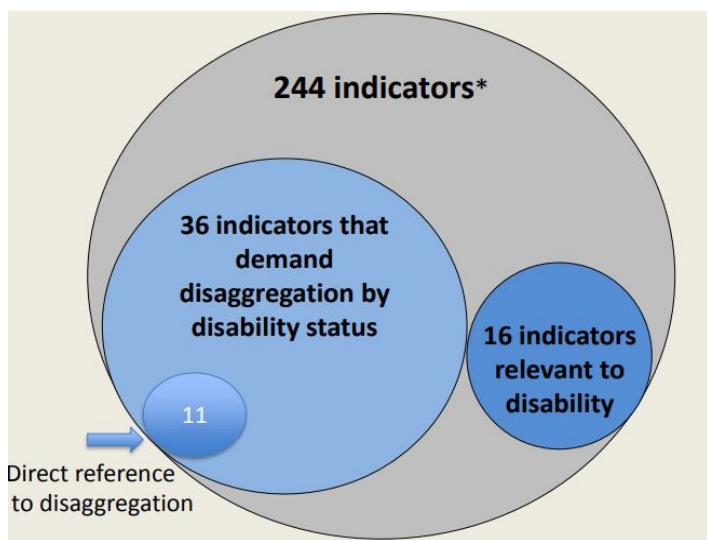 244 indicators*
36 indicators that
demand
disaggregation by
disability status
16 indicators
relevant to
disability
11
Direct reference
to disaggregation